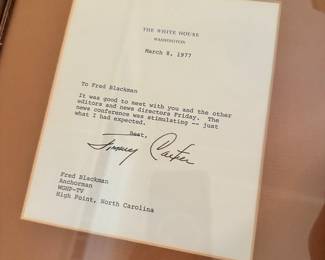 THE WHITE HOUSE
WASHINGTON
March 8, 1977
To Fred Blackman
It was good to meet with you and the other
editors and news directors Friday. The
news conference was stimulating -- just
what I had expected.
Best,
Jimmy Carter
Fred Blackman
Anchorman
WGHP-TV
High Point, North Carolina